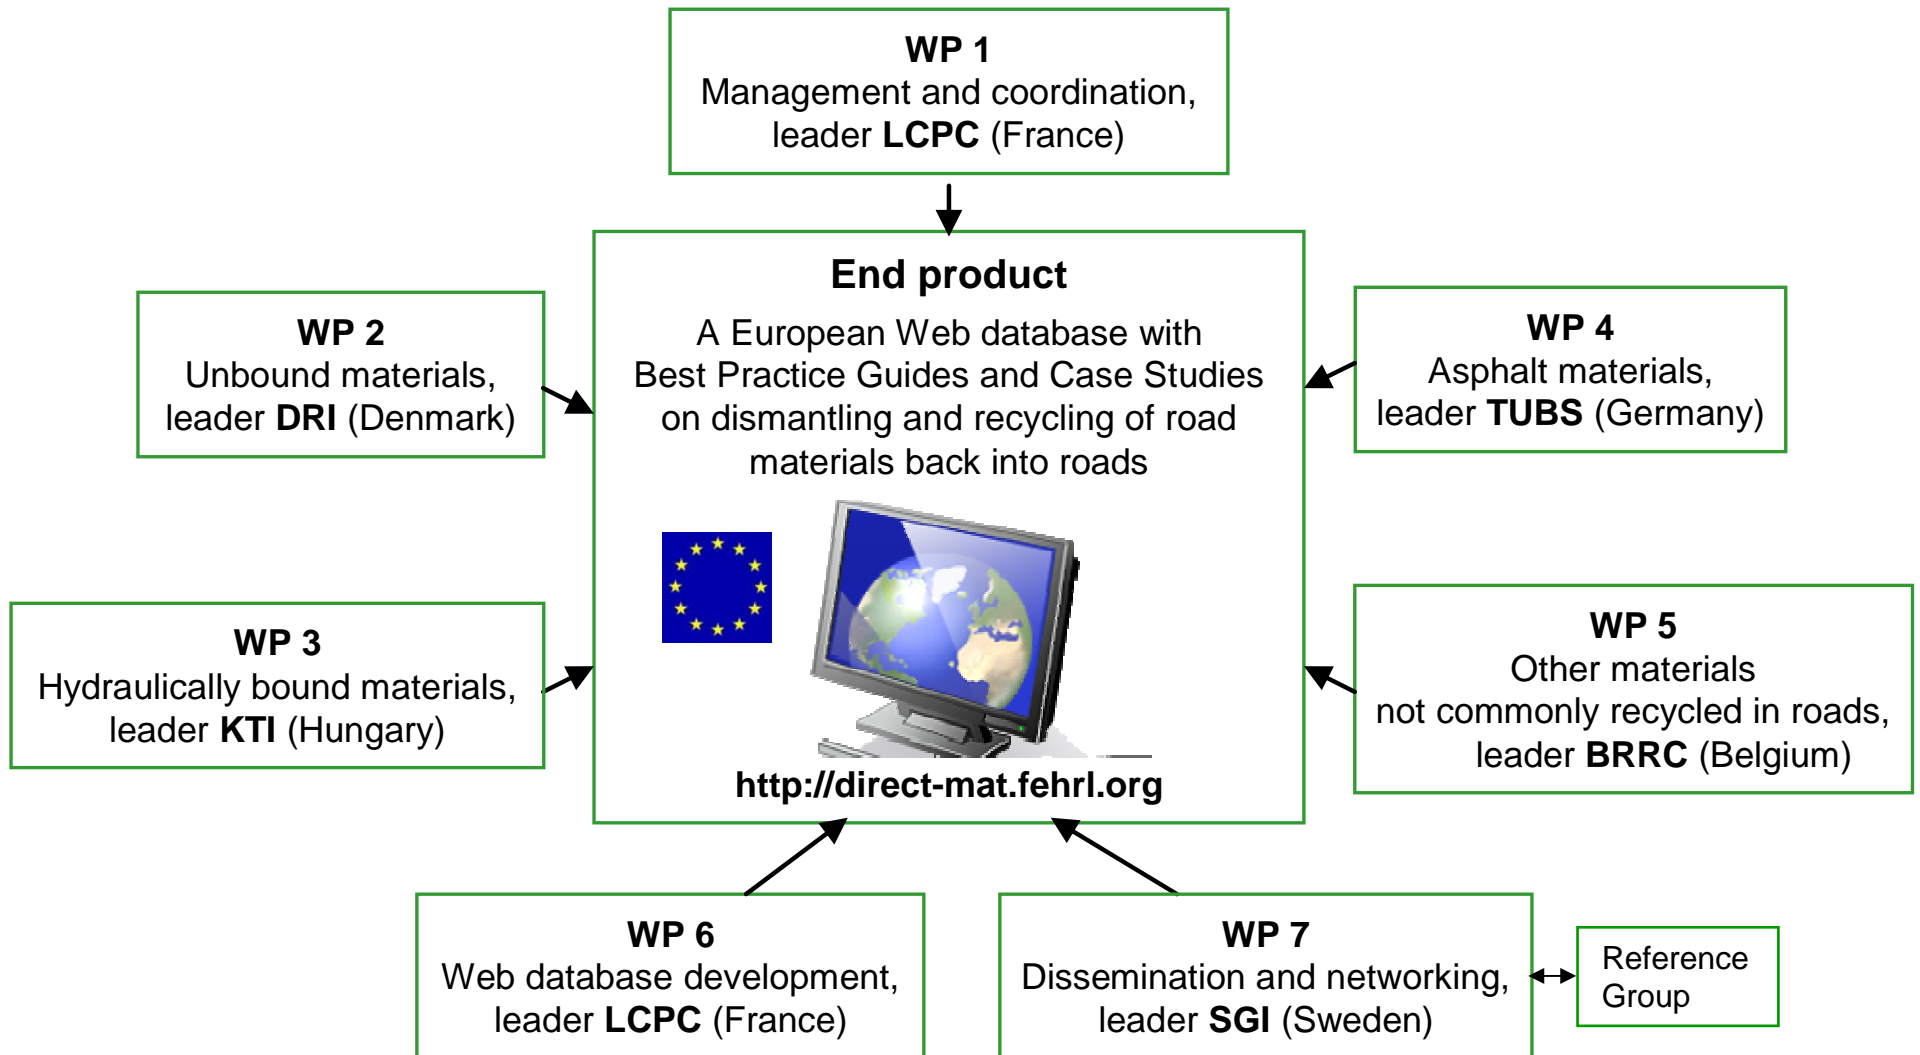 WP 1
Management and coordination,
leader LCPC (France)
End product
A European Web database with
Best Practice Guides and Case Studies
on dismantling and recycling of road
materials back into roads
http://direct-mat.fehrl.org
WP 2
Unbound materials,
leader DRI (Denmark)
WP 4
Asphalt materials,
leader TUBS (Germany)
WP 3
Hydraulically bound materials,
leader KTI (Hungary)
WP 5
Other materials
not commonly recycled in roads,
leader BRRC (Belgium)
WP 6
Web database development,
leader LCPC (France)
WP 7
Dissemination and networking,
leader SGI (Sweden)
Reference
Group